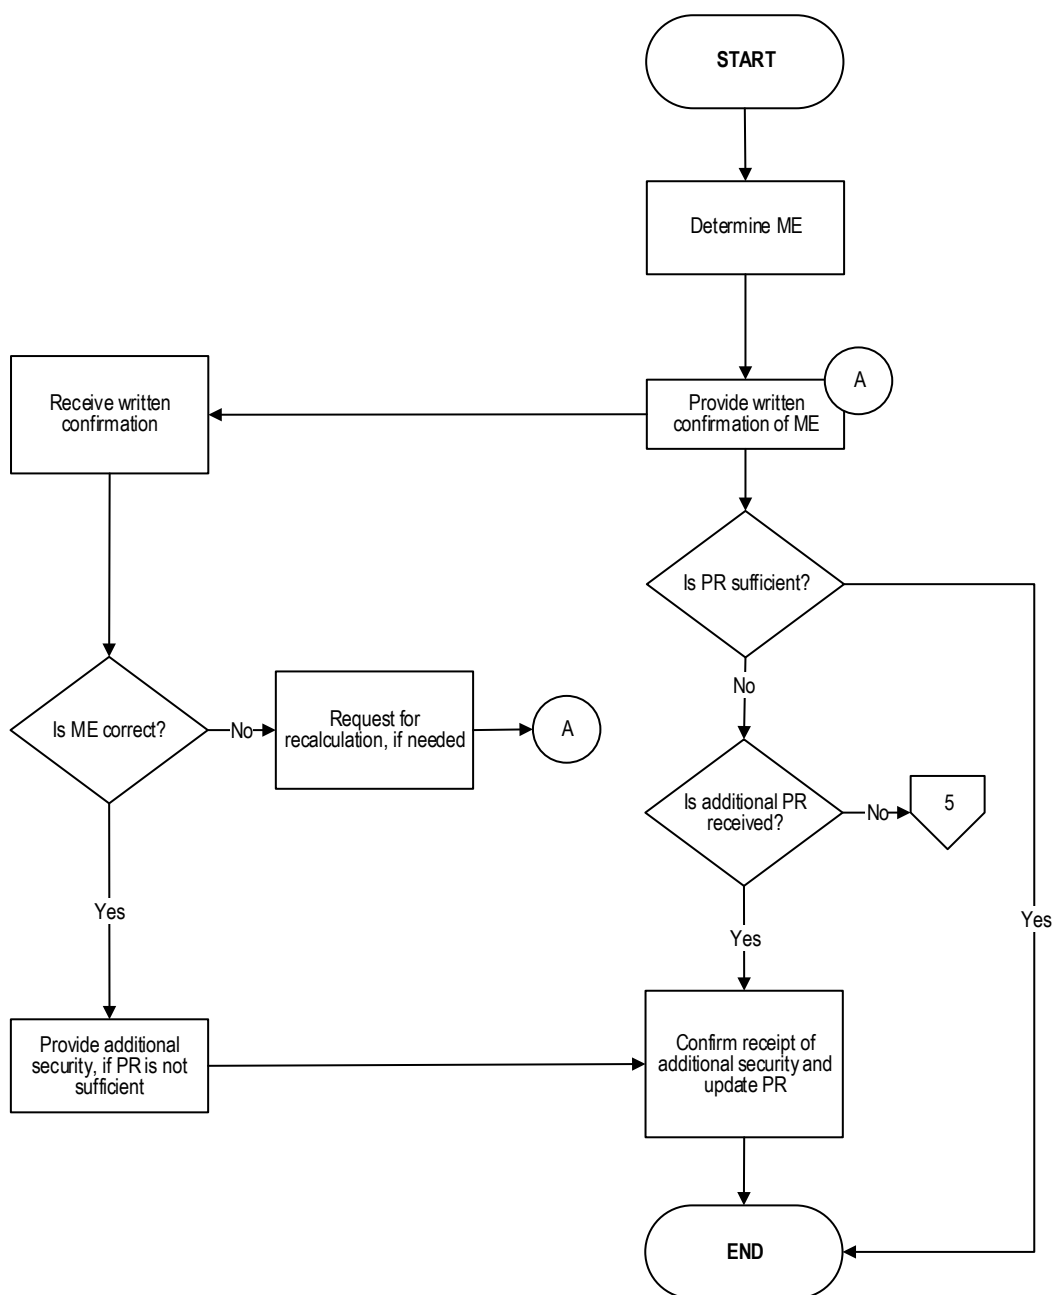 START
Determine ME
A
Provide written
confirmation of ME
Receive written
confirmation
Is PR sufficient?
No
Is ME correct?
No
Request for
recalculation, if needed
A
Is additional PR
received?
No
5
Yes
Yes
Yes
Provide additional
security, if PR is not
sufficient
Confirm receipt of
additional security and
update PR
END